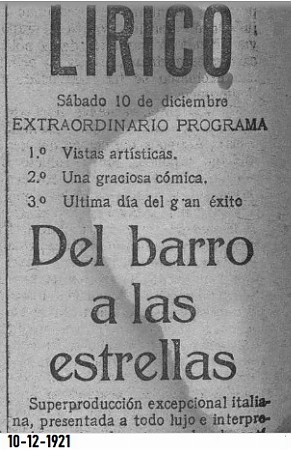 LIRICO
Sábado 10 de diciembre
EXTRAORDINARIO PROGRAMA
1.º Vistas artísticas.
2.º Una graciosa cómica.
3.º Ultima día del gran éxito
Del barro
a las
estrellas
Superproducción excepcional italia-
na, presentada a todo lujo e interpre-
10-12-1921